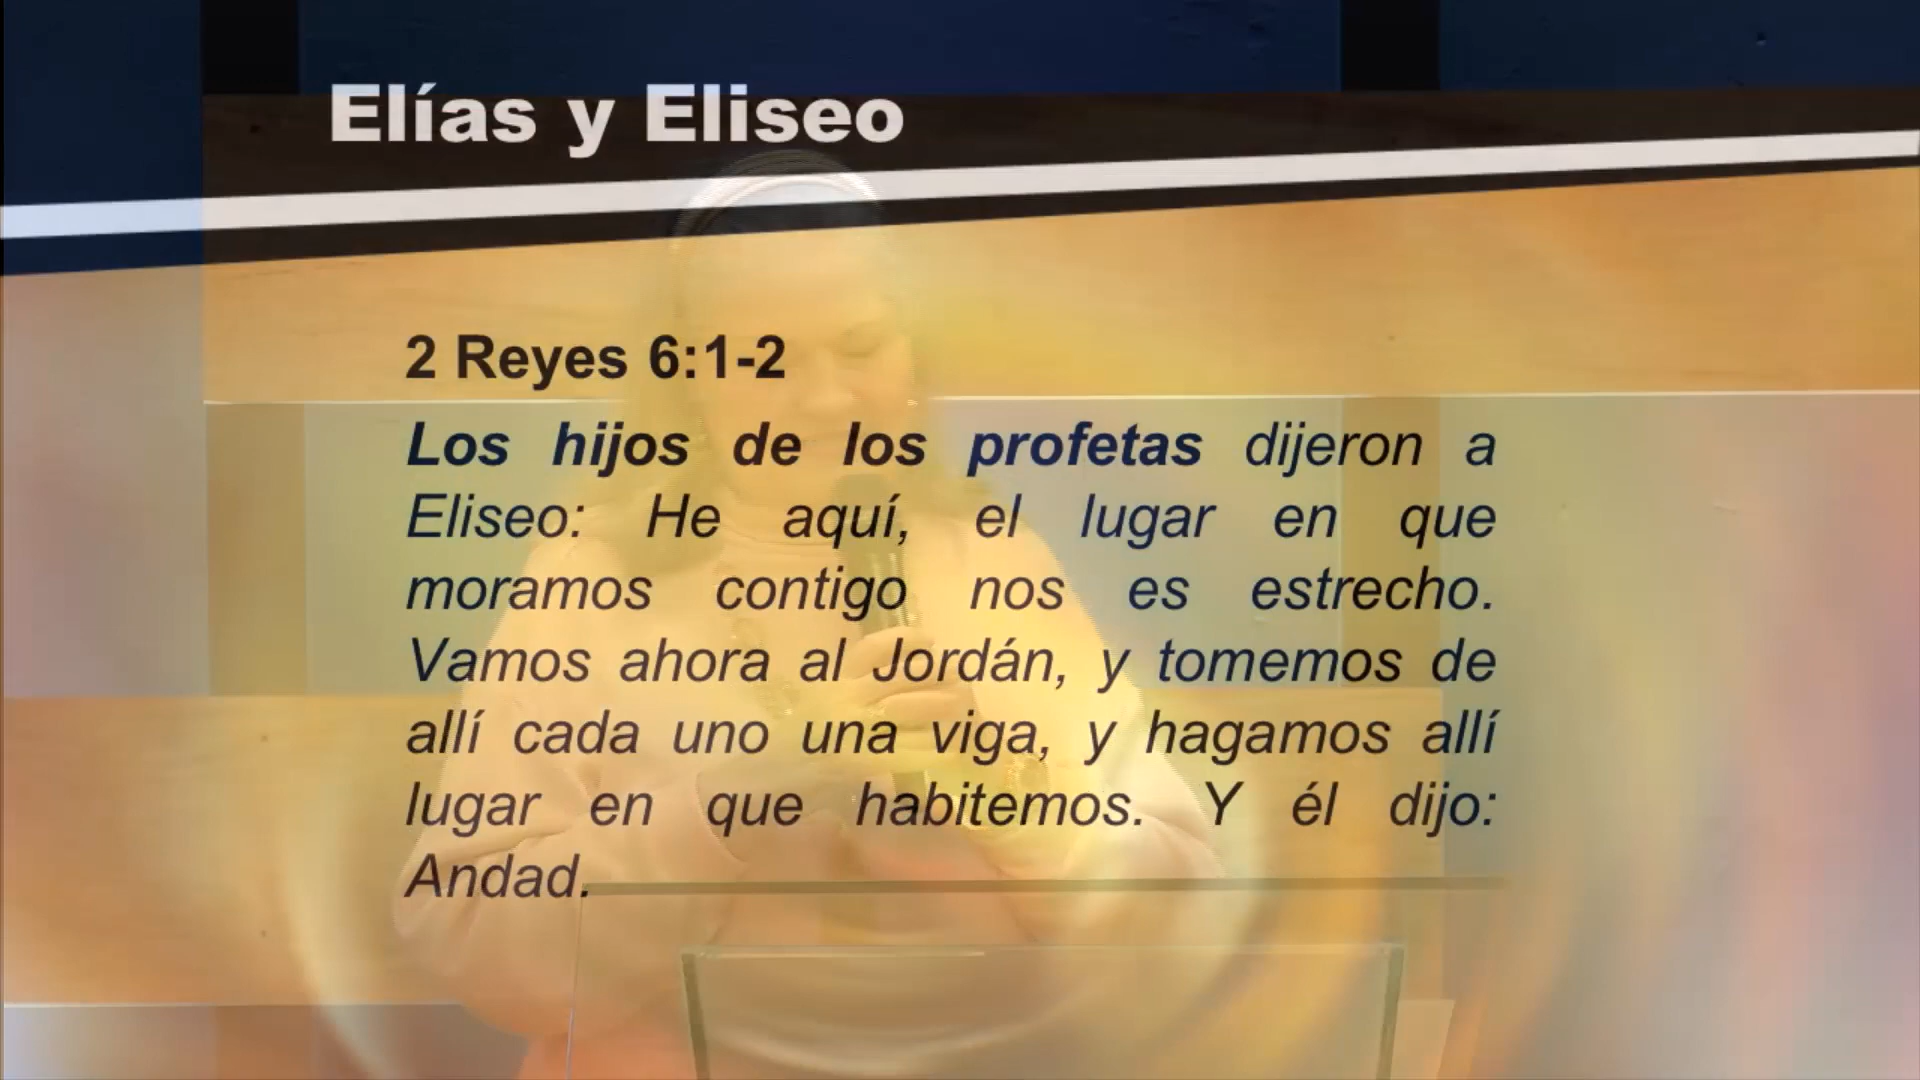 Elías y Eliseo
2 Reyes 6:1-2
Los hijos de los profetas dijeron a
Eliseo: He aquí, el lugar en que
moramos contigo nos es estrecho.
Vamos ahora al Jordán, y tomemos de
allí cada uno una viga, y hagamos allí
lugar en que habitemos. Y él dijo:
Andad.